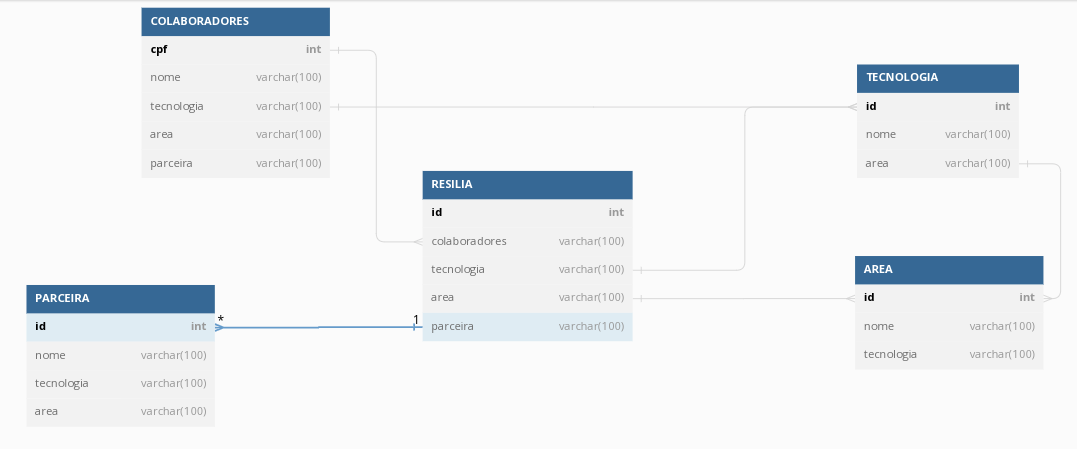 COLABORADORES
cpf int
nome varchar(100)
tecnologia varchar(100)
area varchar(100)
parceira varchar(100)
TECNOLOGIA
id int
nome varchar(100)
area varchar(100)
RESILIA
id int
colaboradores varchar(100)
tecnologia varchar(100)
area varchar(100)
parceira varchar(100)
AREA
id int
nome varchar(100)
tecnologia varchar(100)
PARCEIRA
id int
nome varchar(100)
tecnologia varchar(100)
area varchar(100)
* 1